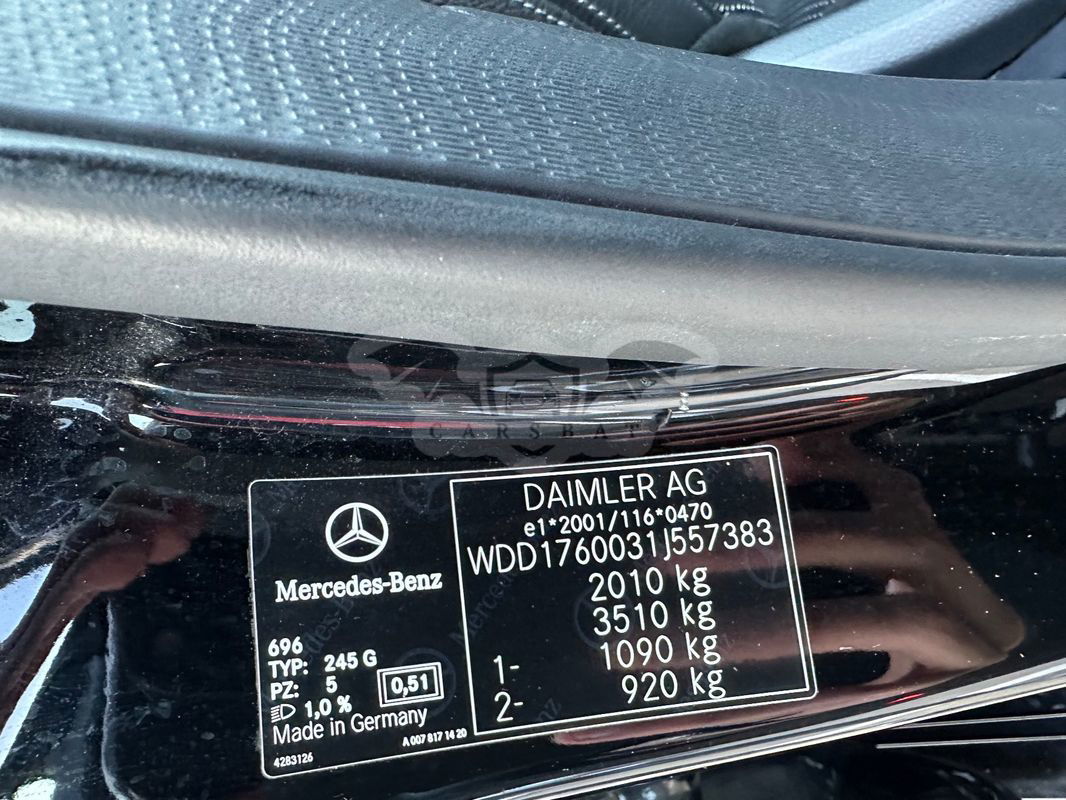 CARSBAT
Mercedes-Benz
696
TYP: 245 G
PZ: 5
0,51
1,0 %
Made in Germany
4283126
A 007 817 14 20
DAIMLER AG
e1*2001/116*0470
WDD1760031J557383
2010 kg
3510 kg
1- 1090 kg
2- 920 kg